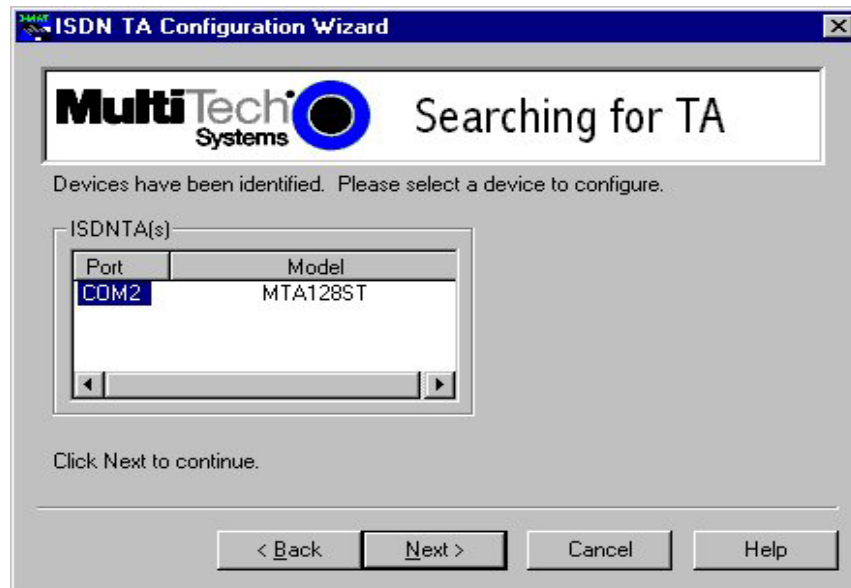 ISDN TA Configuration Wizard
MultiTech
Systems
Searching for TA
Devices have been identified.  Please select a device to configure.
ISDNTA(s)
Port Model
COM2 MTA128ST
Click Next to continue.
< Back Next > Cancel Help